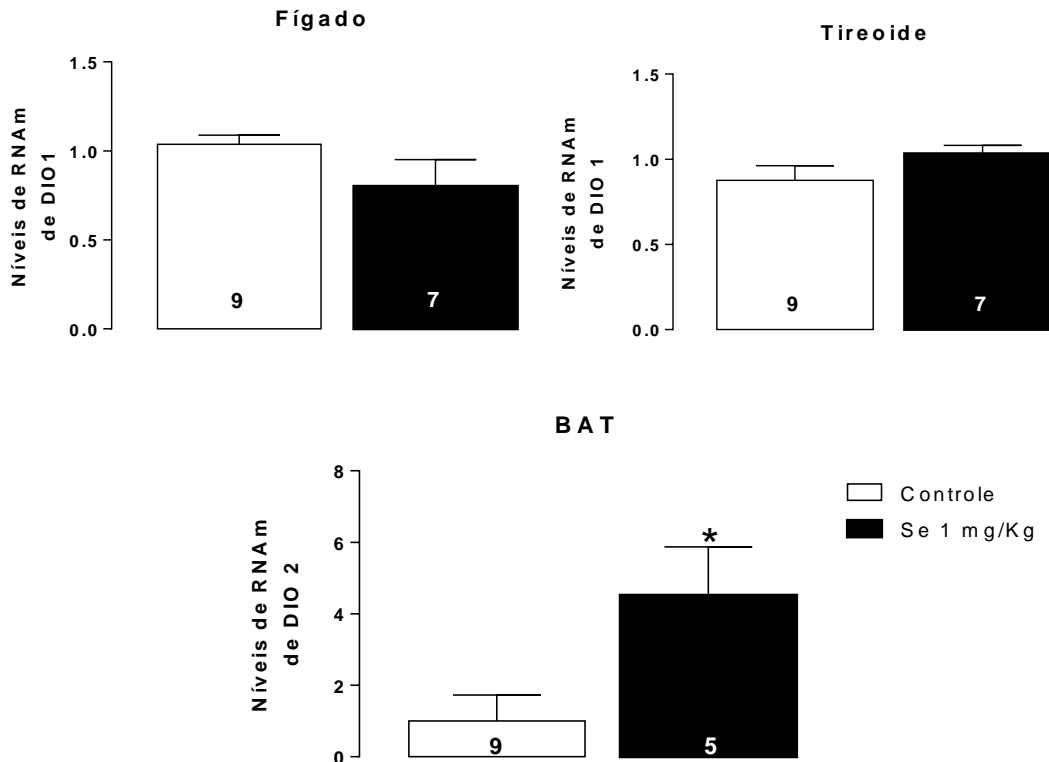 Fígado
Níveis de RNAm
de DIO1
1.5
1.0
0.5
0.0
9
7
Tireoide
Níveis de RNAm
de DIO 1
1.5
1.0
0.5
0.0
9
7
BAT
Níveis de RNAm
de DIO 2
8
6
4
2
0
*
9
5
Controle
Se 1 mg/Kg